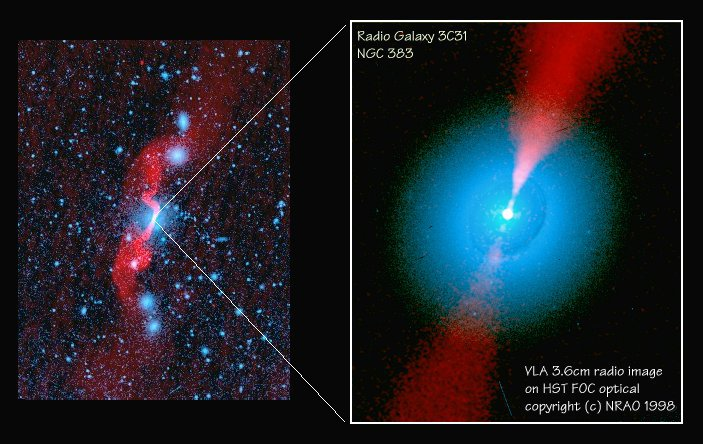 Radio Galaxy 3C31
NGC 383
VLA 3.6cm radio image
on HST FOC optical
copyright (c) NRAO 1998